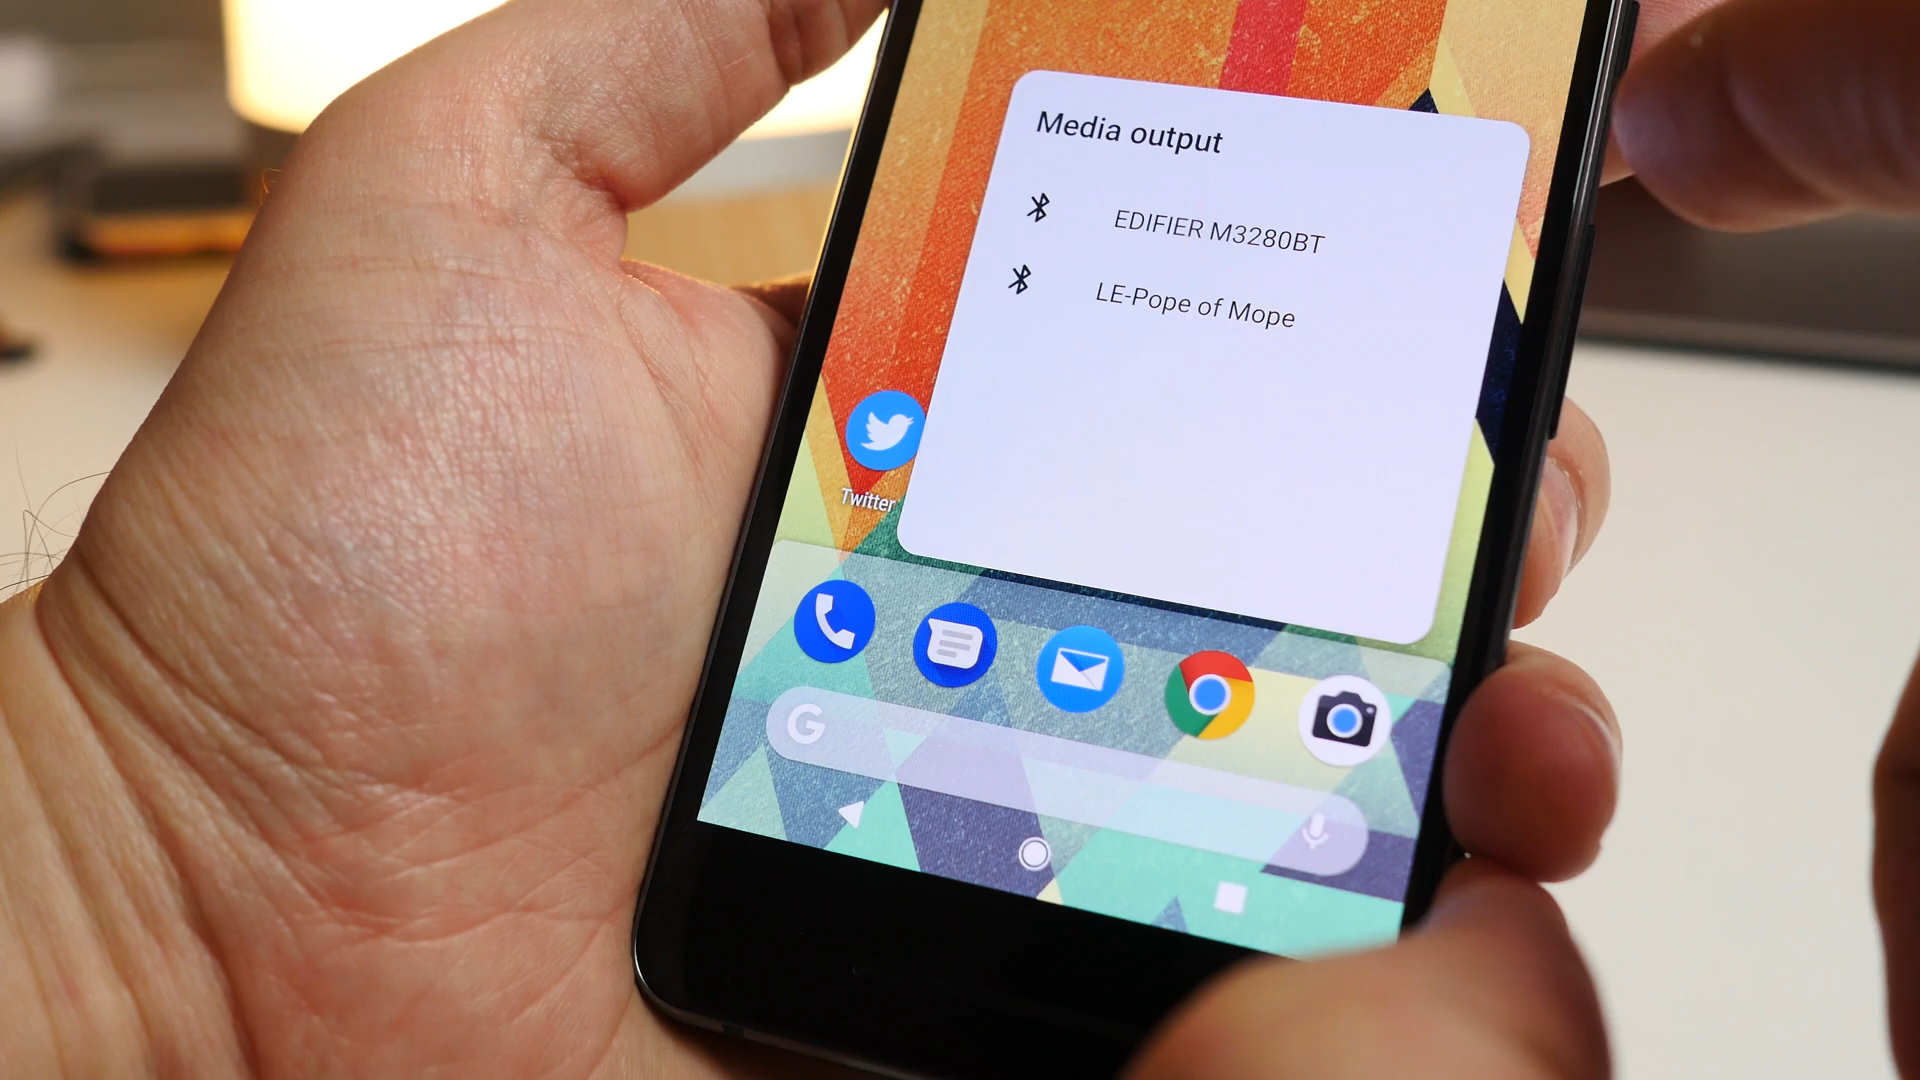 Media output
EDIFIER M3280BT
LE-Pope of Mope
Twitter
G